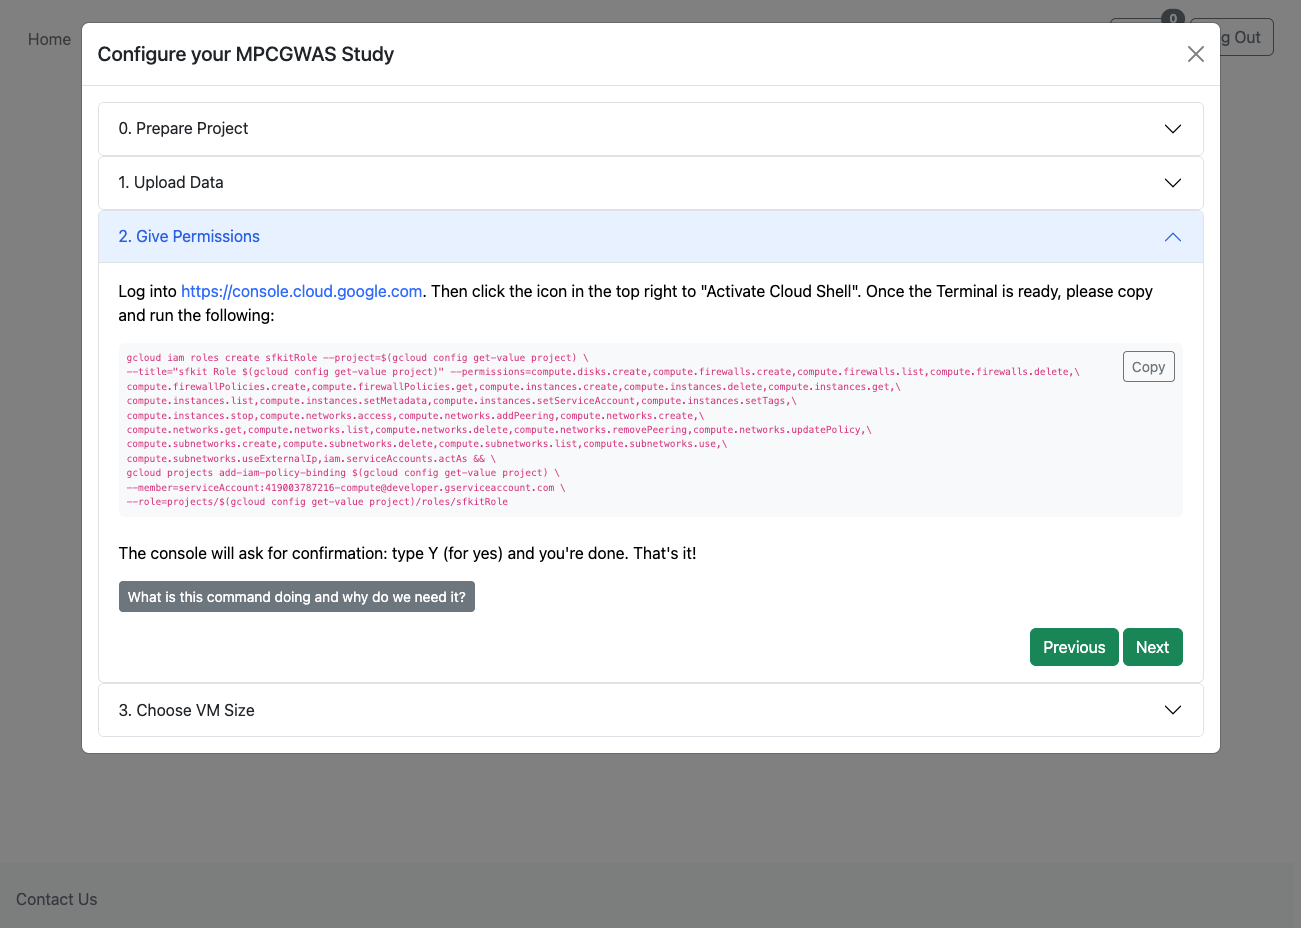 Home
0
g Out
Configure your MPCGWAS Study
0. Prepare Project
1. Upload Data
2. Give Permissions
Log into https://console.cloud.google.com. Then click the icon in the top right to "Activate Cloud Shell". Once the Terminal is ready, please copy
and run the following:
gcloud iam roles create sfkitRole --project=$(gcloud config get-value project) \
--title="sfkit Role $(gcloud config get-value project)" --permissions=compute.disks.create,compute.firewalls.create,compute.firewalls.list,compute.firewalls.delete,\
compute.firewallPolicies.create,compute.firewallPolicies.get,compute.instances.create,compute.instances.delete,compute.instances.get,\
compute.instances.list,compute.instances.setMetadata,compute.instances.setServiceAccount,compute.instances.setTags,\
compute.instances.stop,compute.networks.access,compute.networks.addPeering,compute.networks.create,\
compute.networks.get,compute.networks.list,compute.networks.delete,compute.networks.removePeering,compute.networks.updatePolicy,\
compute.subnetworks.create,compute.subnetworks.delete,compute.subnetworks.list,compute.subnetworks.use,\
compute.subnetworks.useExternalIp,iam.serviceAccounts.actAs && \
gcloud projects add-iam-policy-binding $(gcloud config get-value project) \
--member=serviceAccount:419003787216-compute@developer.gserviceaccount.com \
--role=projects/$(gcloud config get-value project)/roles/sfkitRole
Copy
The console will ask for confirmation: type Y (for yes) and you're done. That's it!
What is this command doing and why do we need it?
Previous
Next
3. Choose VM Size
Contact Us